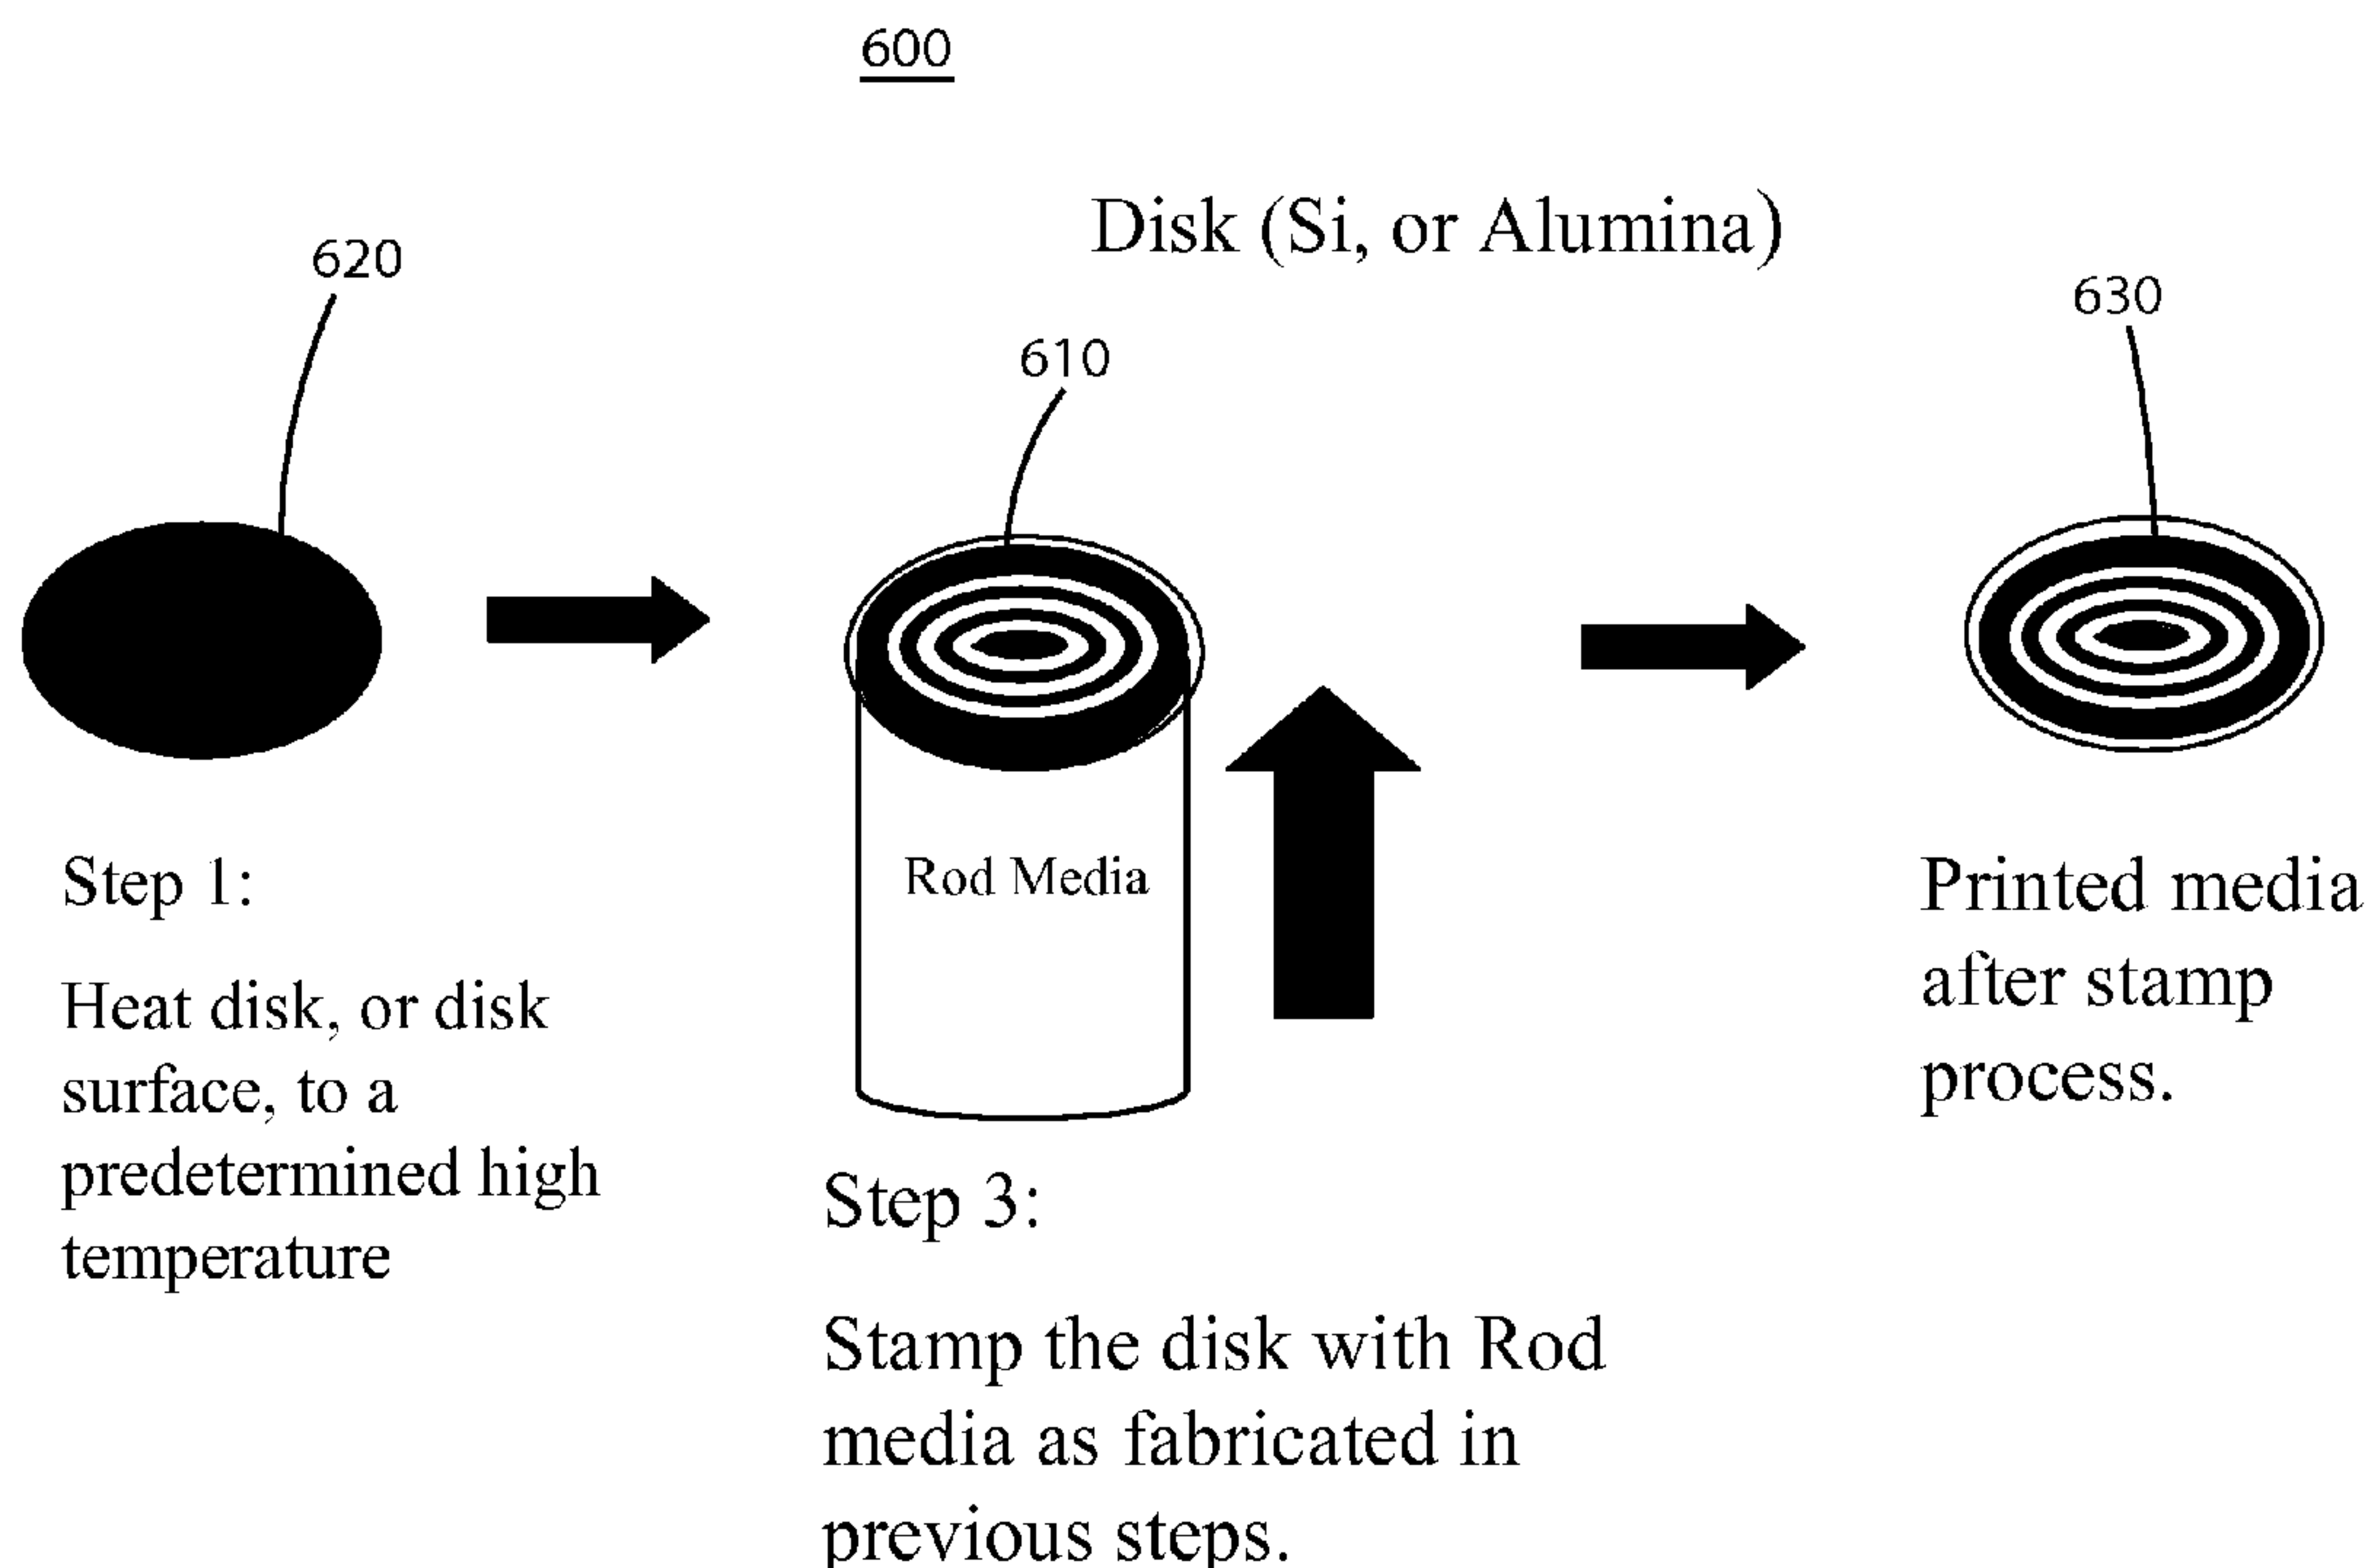 600
Disk (Si, or Alumina)
620
610
630
Rod Media
Step 1:
Heat disk, or disk
surface, to a
predetermined high
temperature
Step 3:
Stamp the disk with Rod
media as fabricated in
previous steps.
Printed media
after stamp
process.